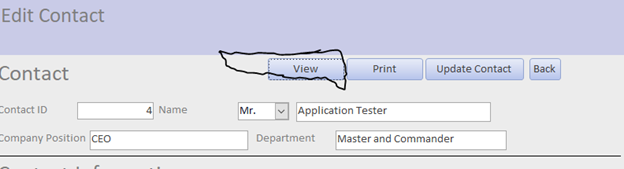 Edit Contact
View Print Update Contact Back
Contact
Contact ID 4 Name Mr. Application Tester
Company Position CEO Department Master and Commander